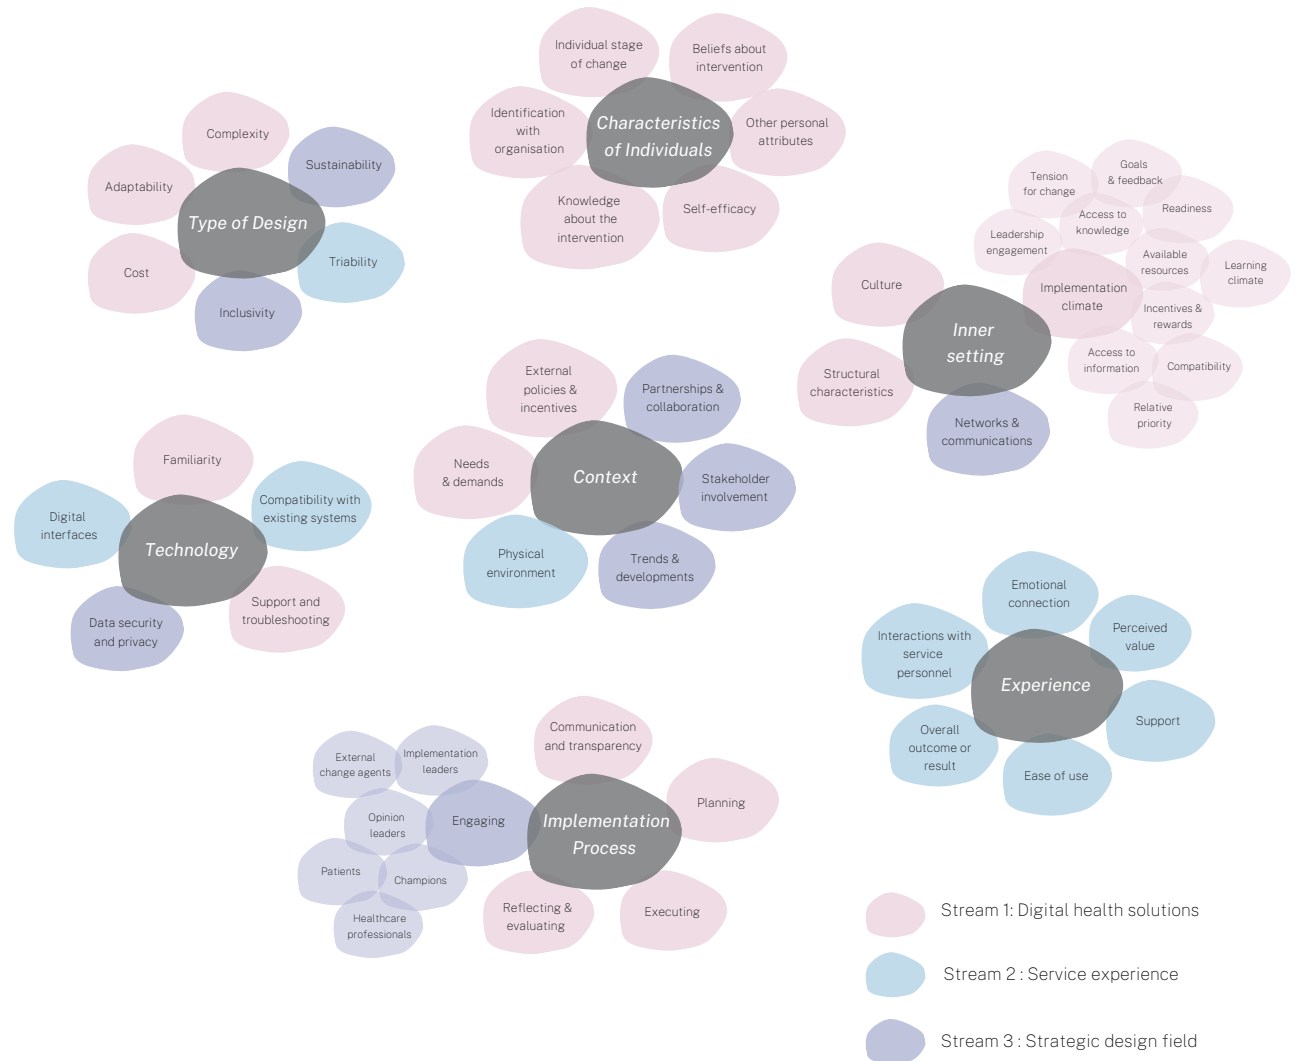 Individual stage
of change
Beliefs about
intervention
Identification
with
organisation
Characteristics
of Individuals
Other personal
attributes
Knowledge
about the
intervention
Self-efficacy
Complexity
Sustainability
Adaptability
Type of Design
Cost
Triability
Inclusivity
Tension
for change
Goals
& feedback
Access to
knowledge
Readiness
Leadership
engagement
Available
resources
Learning
climate
Culture
Implementation
climate
Incentives &
rewards
Inner
setting
Access to
information
Compatibility
Structural
characteristics
Relative
priority
Networks &
communications
External
policies &
incentives
Partnerships &
collaboration
Needs
& demands
Context
Stakeholder
involvement
Physical
environment
Trends &
developments
Familiarity
Digital
interfaces
Compatibility with
existing systems
Technology
Data security
and privacy
Support and
troubleshooting
Emotional
connection
Interactions with
service
personnel
Perceived
value
Experience
Overall
outcome or
result
Support
Ease of use
Communication
and transparency
External
change agents
Implementation
leaders
Opinion
leaders
Engaging
Implementation
Process
Planning
Patients
Champions
Healthcare
professionals
Reflecting &
evaluating
Executing
Stream 1: Digital health solutions
Stream 2 : Service experience
Stream 3 : Strategic design field